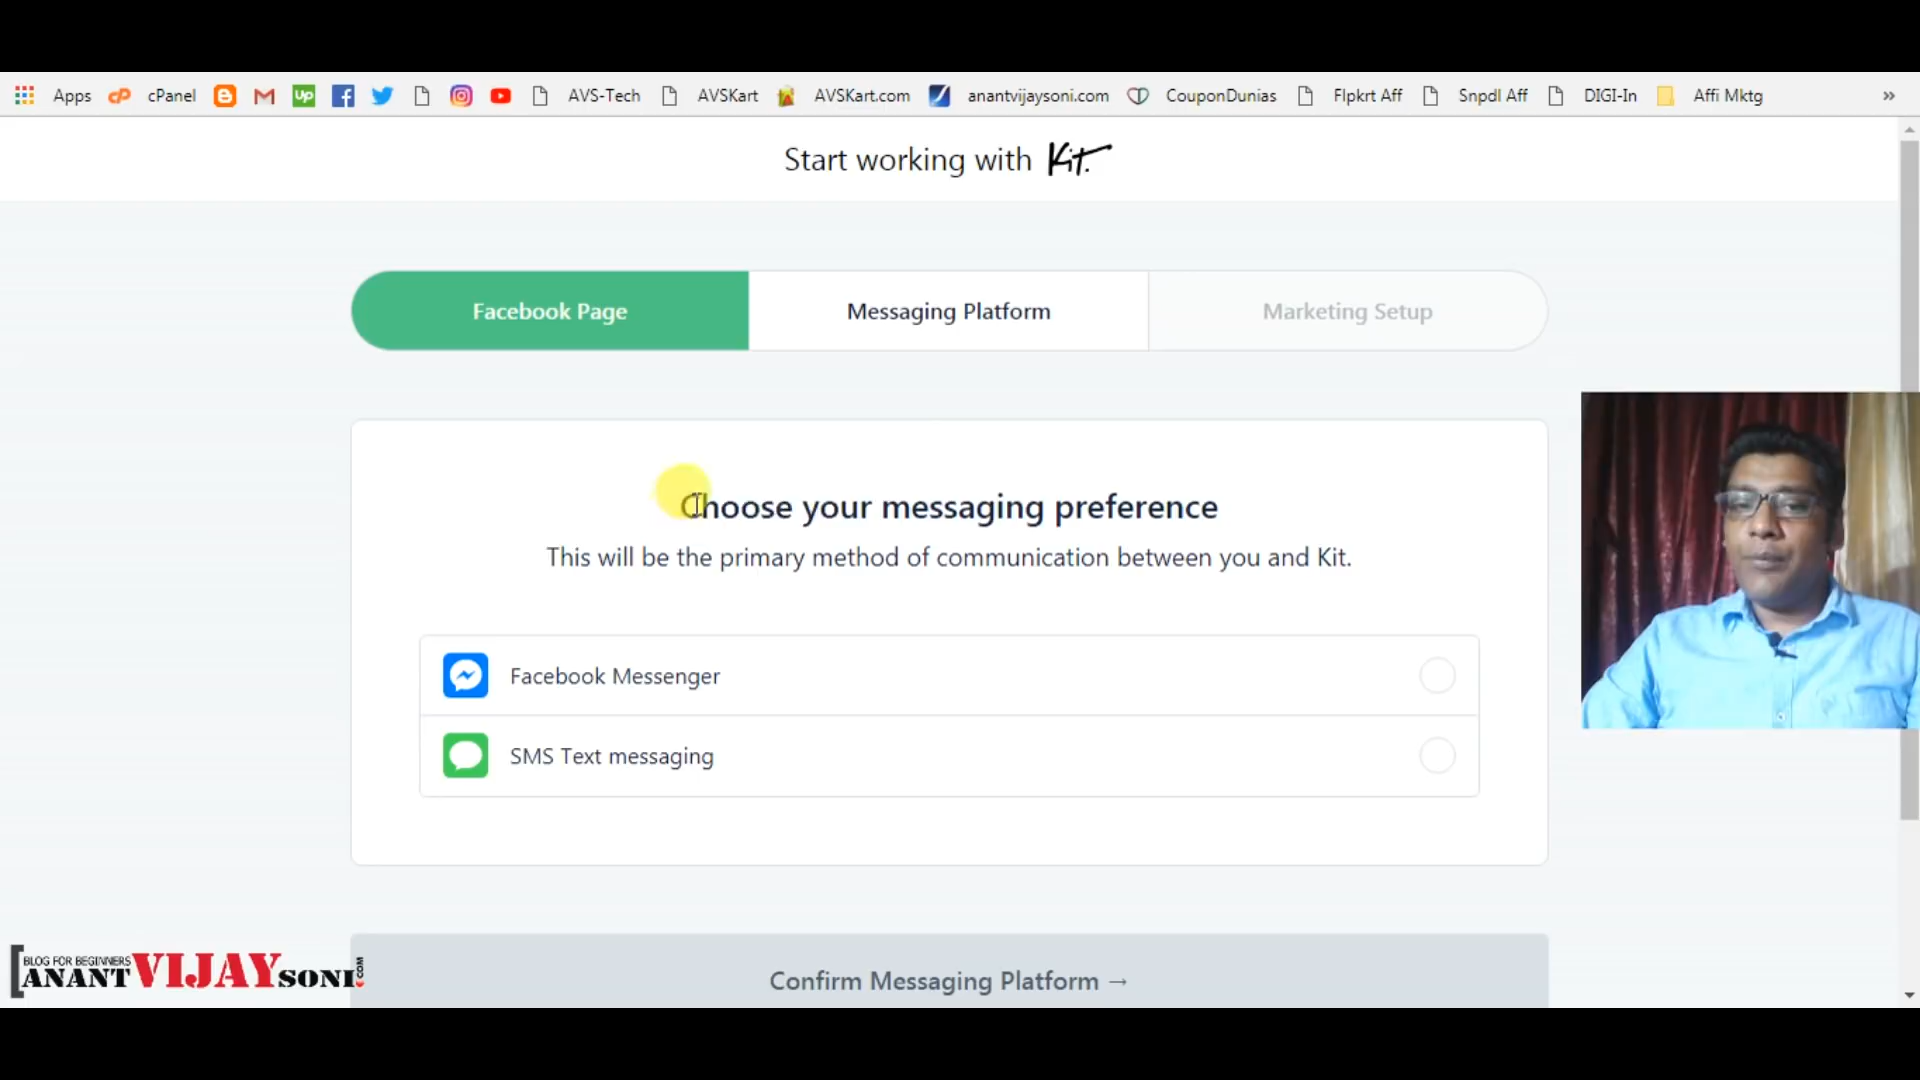 Apps cPanel AVS-Tech AVSKart AVSKart.com anantvijaysoni.com CouponDunias Flpkrt Aff Snpdl Aff DIGI-In Affi Mktg »
Start working with Kit.
Facebook Page Messaging Platform Marketing Setup
Choose your messaging preference
This will be the primary method of communication between you and Kit.
Facebook Messenger
SMS Text messaging
Confirm Messaging Platform →
BLOG FOR BEGINNERS
ANANT VIJAY SONI .COM